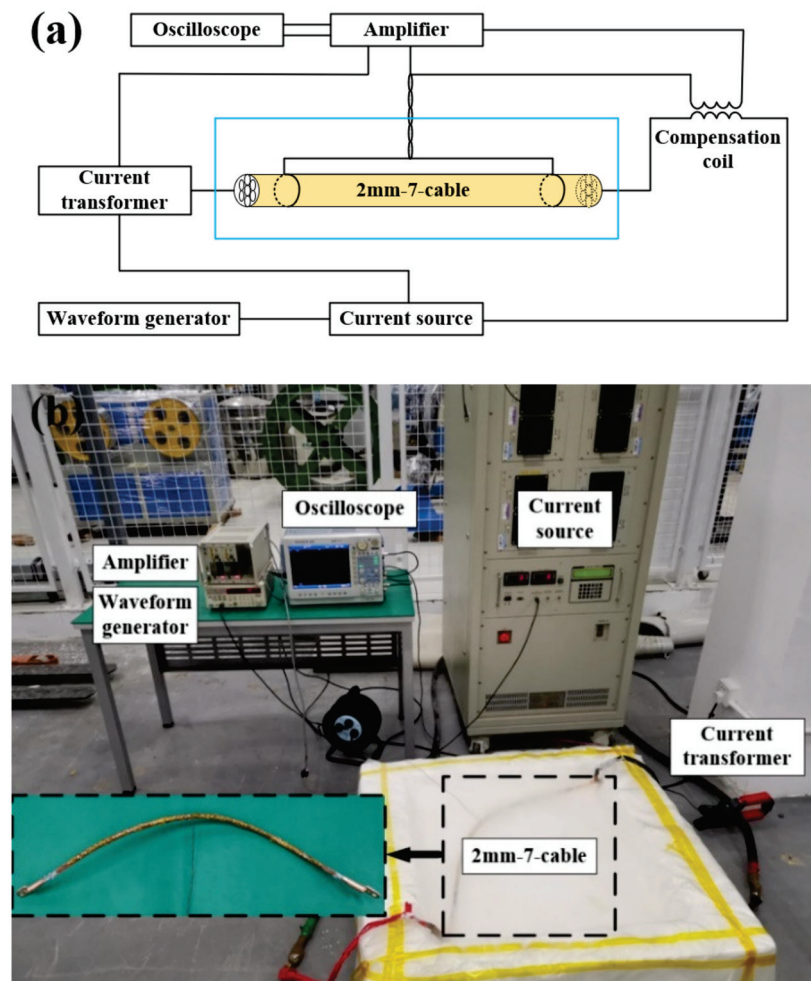 (a)
Oscilloscope
Amplifier
Compensation
coil
2mm-7-cable
Current
transformer
Waveform generator
Current source
(b)
Oscilloscope
Current
source
Amplifier
Waveform
generator
Current
transformer
2mm-7-cable